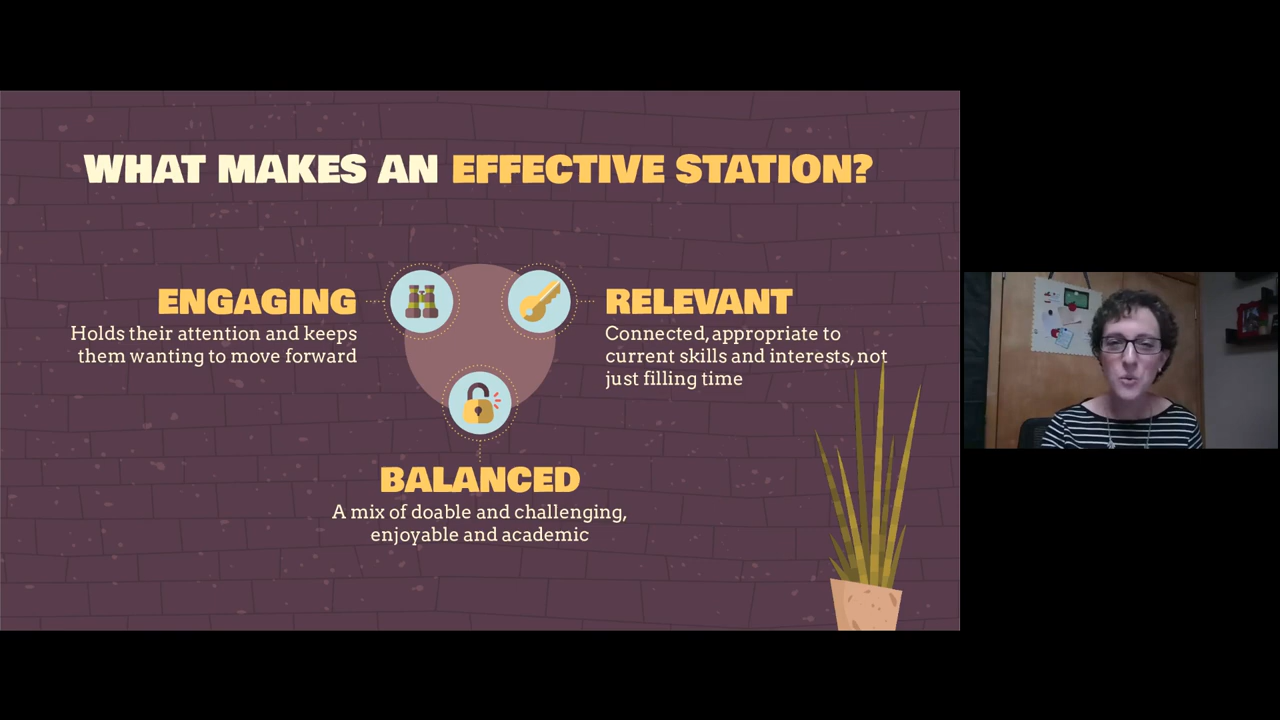 WHAT MAKES AN EFFECTIVE STATION?
ENGAGING
Holds their attention and keeps
them wanting to move forward
RELEVANT
Connected, appropriate to
current skills and interests, not
just filling time
BALANCED
A mix of doable and challenging,
enjoyable and academic